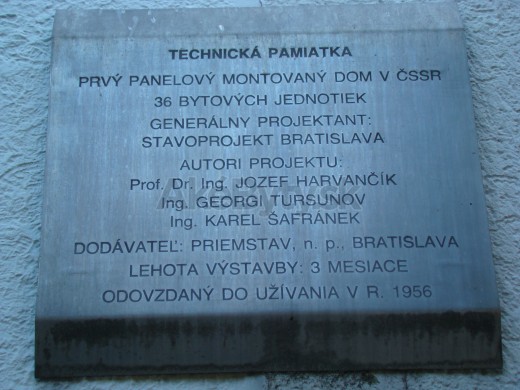 TECHNICKÁ PAMIATKA
PRVÝ PANELOVÝ MONTOVANÝ DOM V ČSSR
36 BYTOVÝCH JEDNOTIEK
GENERÁLNY PROJEKTANT:
STAVOPROJEKT BRATISLAVA
AUTORI PROJEKTU:
Prof. Dr. Ing. JOZEF HARVANČÍK
Ing. GEORGI TURSUNOV
Ing. KAREL ŠAFRÁNEK
DODÁVATEĽ: PRIEMSTAV, n. p., BRATISLAVA
LEHOTA VÝSTAVBY: 3 MESIACE
ODOVZDANÝ DO UŽÍVANIA V R. 1956